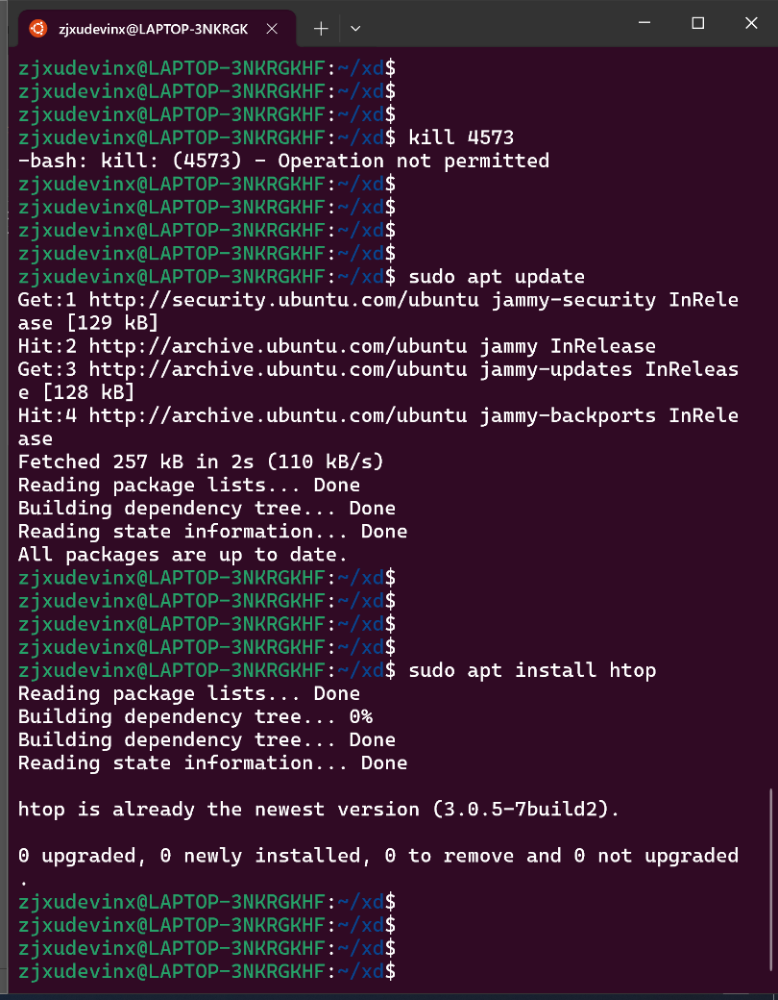 zjxudevinx@LAPTOP-3NKRGK
zjxudevinx@LAPTOP-3NKRGKHF:~/xd$
zjxudevinx@LAPTOP-3NKRGKHF:~/xd$
zjxudevinx@LAPTOP-3NKRGKHF:~/xd$
zjxudevinx@LAPTOP-3NKRGKHF:~/xd$ kill 4573
-bash: kill: (4573) - Operation not permitted
zjxudevinx@LAPTOP-3NKRGKHF:~/xd$
zjxudevinx@LAPTOP-3NKRGKHF:~/xd$
zjxudevinx@LAPTOP-3NKRGKHF:~/xd$
zjxudevinx@LAPTOP-3NKRGKHF:~/xd$
zjxudevinx@LAPTOP-3NKRGKHF:~/xd$ sudo apt update
Get:1 http://security.ubuntu.com/ubuntu jammy-security InRele
ase [129 kB]
Hit:2 http://archive.ubuntu.com/ubuntu jammy InRelease
Get:3 http://archive.ubuntu.com/ubuntu jammy-updates InReleas
e [128 kB]
Hit:4 http://archive.ubuntu.com/ubuntu jammy-backports InRele
ase
Fetched 257 kB in 2s (110 kB/s)
Reading package lists... Done
Building dependency tree... Done
Reading state information... Done
All packages are up to date.
zjxudevinx@LAPTOP-3NKRGKHF:~/xd$
zjxudevinx@LAPTOP-3NKRGKHF:~/xd$
zjxudevinx@LAPTOP-3NKRGKHF:~/xd$
zjxudevinx@LAPTOP-3NKRGKHF:~/xd$
zjxudevinx@LAPTOP-3NKRGKHF:~/xd$ sudo apt install htop
Reading package lists... Done
Building dependency tree... 0%
Building dependency tree... Done
Reading state information... Done
htop is already the newest version (3.0.5-7build2).
0 upgraded, 0 newly installed, 0 to remove and 0 not upgraded
.
zjxudevinx@LAPTOP-3NKRGKHF:~/xd$
zjxudevinx@LAPTOP-3NKRGKHF:~/xd$
zjxudevinx@LAPTOP-3NKRGKHF:~/xd$
zjxudevinx@LAPTOP-3NKRGKHF:~/xd$